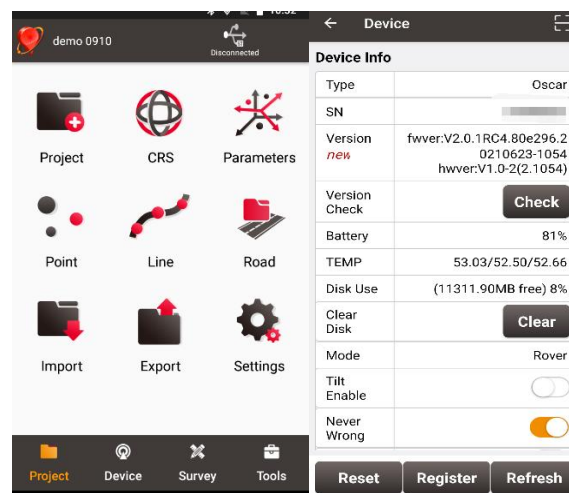 demo 0910
Disconnected
Project CRS Parameters
Point Line Road
Import Export Settings
Project Device Survey Tools
Device
Device Info
Type Oscar
SN
Version fwver:V2.0.1RC4.80e296.2
new 0210623-1054
hwver:V1.0-2(2.1054)
Version
Check Check
Battery 81%
TEMP 53.03/52.50/52.66
Disk Use (11311.90MB free) 8%
Clear
Disk Clear
Mode Rover
Tilt
Enable
Never
Wrong
Reset Register Refresh